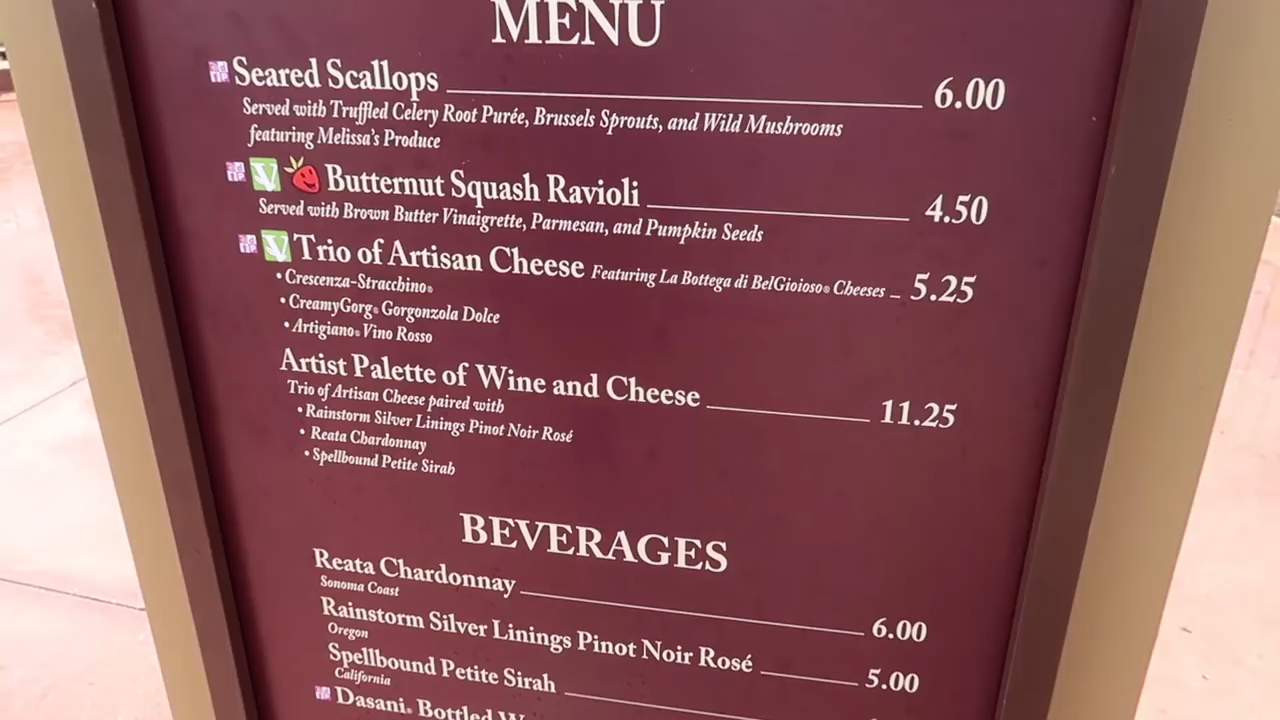 MENU
Seared Scallops 6.00
Served with Truffled Celery Root Purée, Brussels Sprouts, and Wild Mushrooms
featuring Melissa's Produce
V Butternut Squash Ravioli 4.50
Served with Brown Butter Vinaigrette, Parmesan, and Pumpkin Seeds
V Trio of Artisan Cheese Featuring La Bottega di BelGioioso® Cheeses 5.25
• Crescenza-Stracchino®
• CreamyGorg® Gorgonzola Dolce
• Artigiano® Vino Rosso
Artist Palette of Wine and Cheese 11.25
Trio of Artisan Cheese paired with
• Rainstorm Silver Linings Pinot Noir Rosé
• Reata Chardonnay
• Spellbound Petite Sirah
BEVERAGES
Reata Chardonnay 6.00
Sonoma Coast
Rainstorm Silver Linings Pinot Noir Rosé 5.00
Oregon
Spellbound Petite Sirah
California
Dasani® Bottled